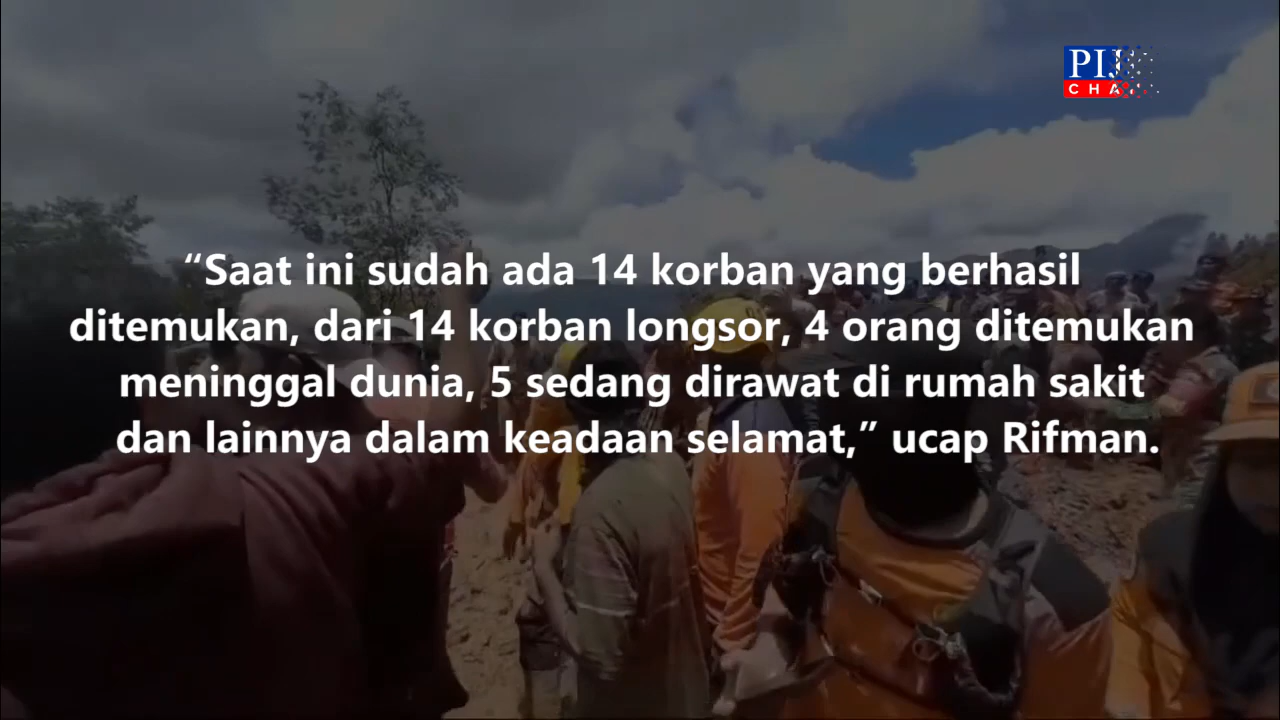 “Saat ini sudah ada 14 korban yang berhasil
ditemukan, dari 14 korban longsor, 4 orang ditemukan
meninggal dunia, 5 sedang dirawat di rumah sakit
dan lainnya dalam keadaan selamat,” ucap Rifman.